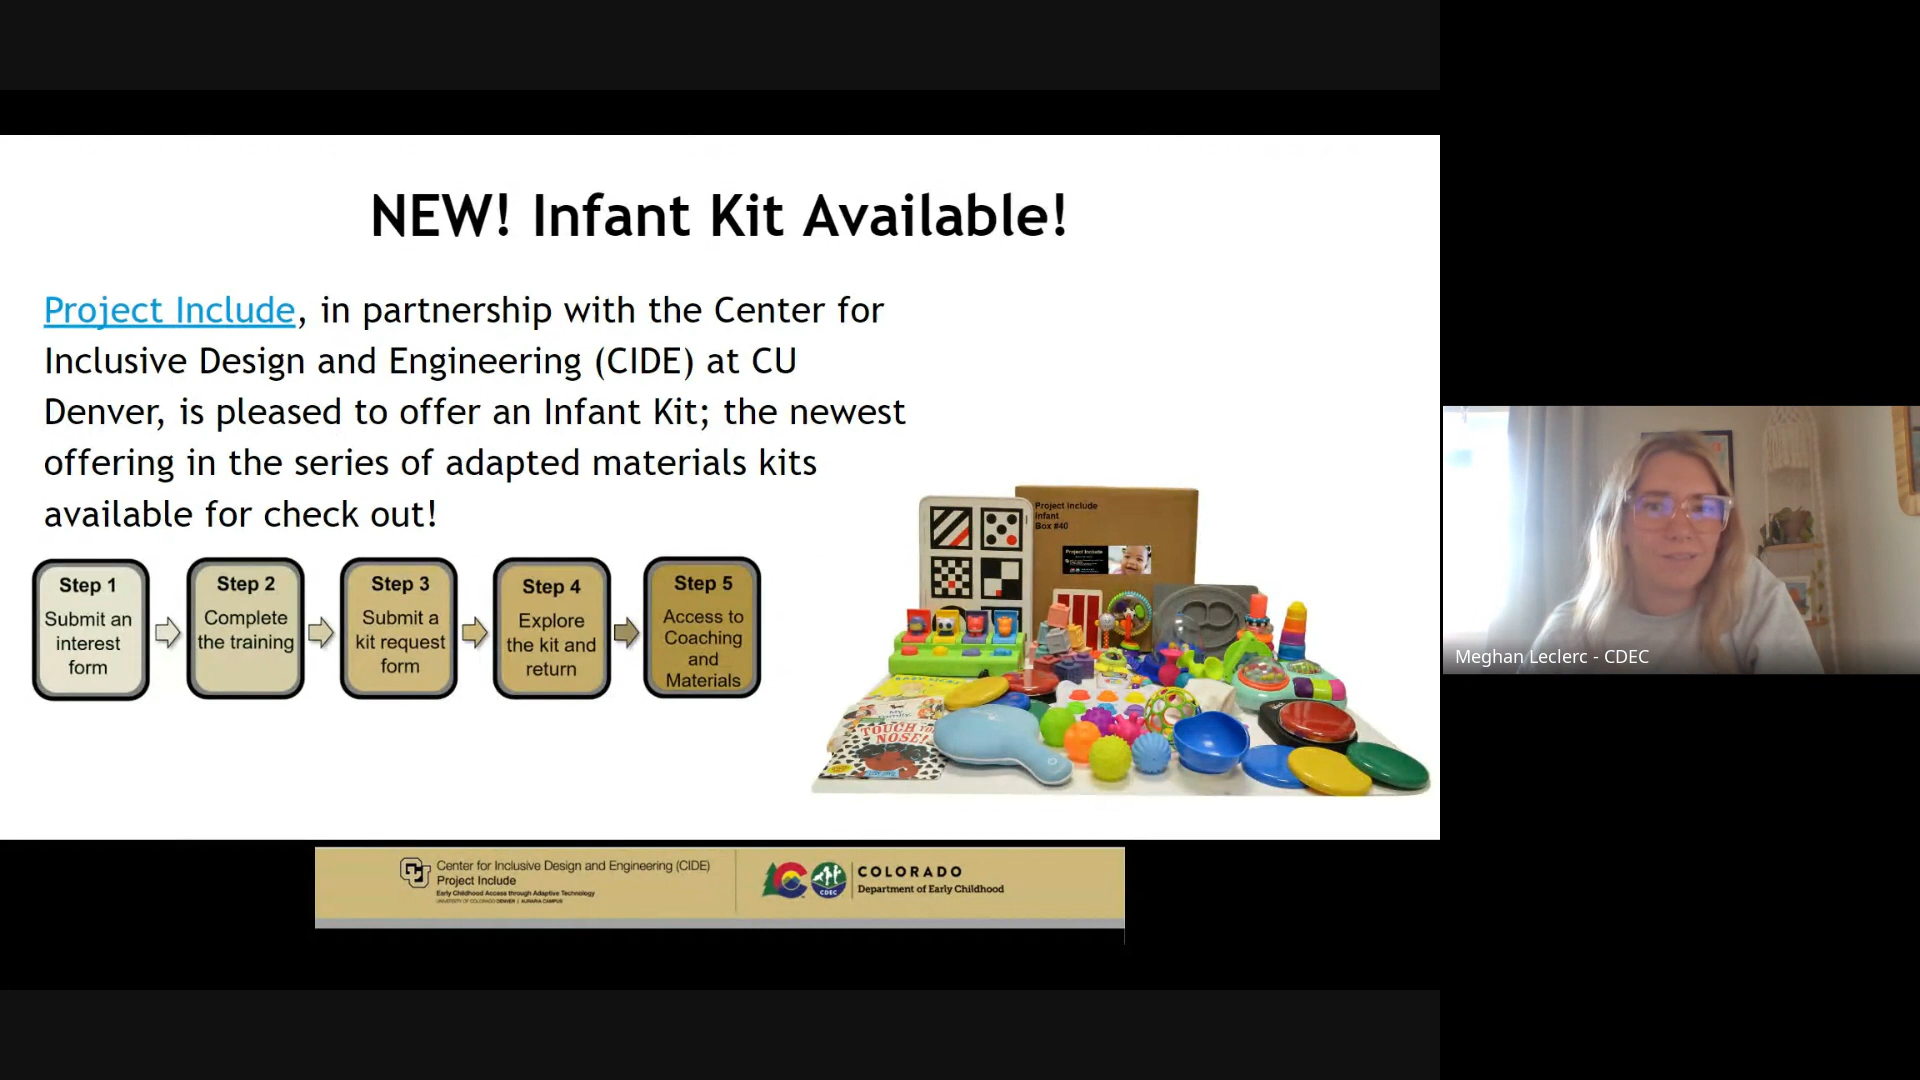 NEW! Infant Kit Available!
Project Include, in partnership with the Center for
Inclusive Design and Engineering (CIDE) at CU
Denver, is pleased to offer an Infant Kit; the newest
offering in the series of adapted materials kits
available for check out!
Step 1
Submit an
interest
form
Step 2
Complete
the training
Step 3
Submit a
kit request
form
Step 4
Explore
the kit and
return
Step 5
Access to
Coaching
and
Materials
Project Include
Infant
Box #40
Project Include
TOUCH YOUR
NOSE!
Meghan Leclerc - CDEC
Center for Inclusive Design and Engineering (CIDE)
Project Include
Early Childhood Access through Adaptive Technology
UNIVERSITY OF COLORADO DENVER | AURARIA CAMPUS
CDEC
COLORADO
Department of Early Childhood